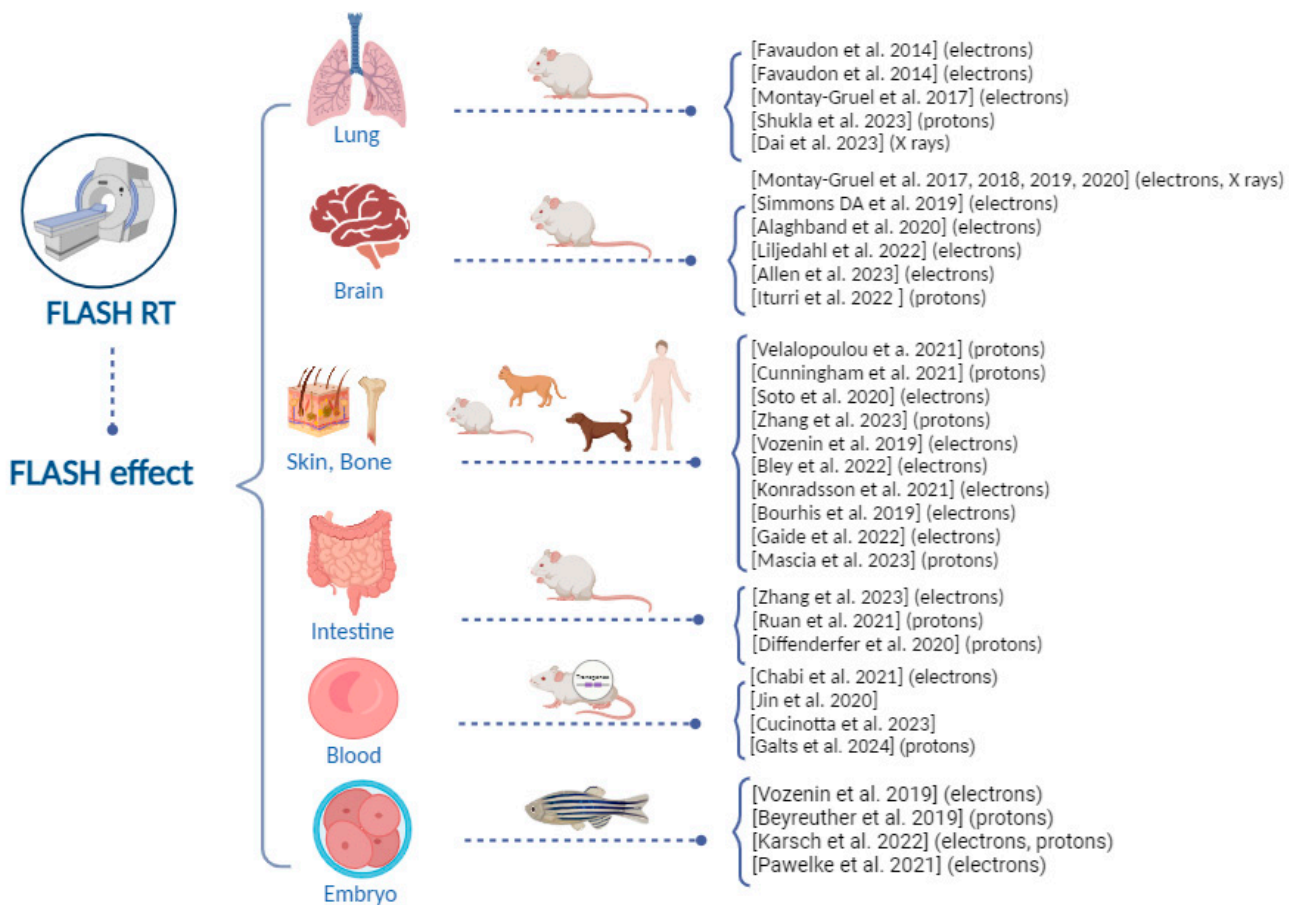 FLASH RT
FLASH effect
Lung
[Favaudon et al. 2014] (electrons)
[Favaudon et al. 2014] (electrons)
[Montay-Gruel et al. 2017] (electrons)
[Shukla et al. 2023] (protons)
[Dai et al. 2023] (X rays)
Brain
[Montay-Gruel et al. 2017, 2018, 2019, 2020] (electrons, X rays)
[Simmons DA et al. 2019] (electrons)
[Alaghband et al. 2020] (electrons)
[Liljedahl et al. 2022] (electrons)
[Allen et al. 2023] (electrons)
[Iturri et al. 2022 ] (protons)
Skin, Bone
[Velalopoulou et a. 2021] (protons)
[Cunningham et al. 2021] (protons)
[Soto et al. 2020] (electrons)
[Zhang et al. 2023] (protons)
[Vozenin et al. 2019] (electrons)
[Bley et al. 2022] (electrons)
[Konradsson et al. 2021] (electrons)
[Bourhis et al. 2019] (electrons)
[Gaide et al. 2022] (electrons)
[Mascia et al. 2023] (protons)
Intestine
[Zhang et al. 2023] (electrons)
[Ruan et al. 2021] (protons)
[Diffenderfer et al. 2020] (protons)
Blood
Transgenes
[Chabi et al. 2021] (electrons)
[Jin et al. 2020]
[Cucinotta et al. 2023]
[Galts et al. 2024] (protons)
Embryo
[Vozenin et al. 2019] (electrons)
[Beyreuther et al. 2019] (protons)
[Karsch et al. 2022] (electrons, protons)
[Pawelke et al. 2021] (electrons)